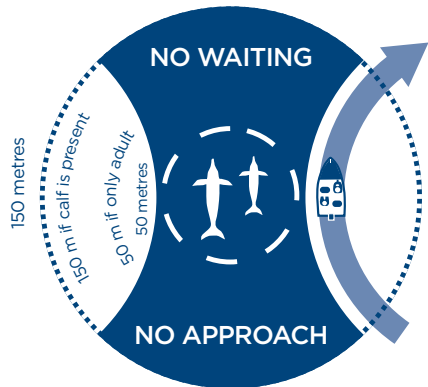 NO WAITING
150 metres
150 m if calf is present
50 m if only adult
50 metres
NO APPROACH